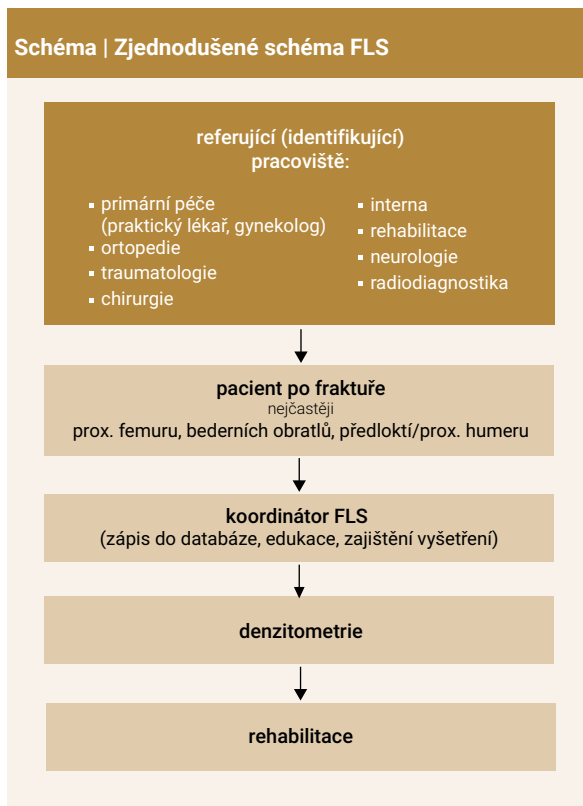 Schéma | Zjednodušené schéma FLS
referující (identifikující)
pracoviště:
▪ primární péče
(praktický lékař, gynekolog)
▪ ortopedie
▪ traumatologie
▪ chirurgie
▪ interna
▪ rehabilitace
▪ neurologie
▪ radiodiagnostika
pacient po fraktuře
nejčastěji
prox. femuru, bederních obratlů, předloktí/prox. humeru
koordinátor FLS
(zápis do databáze, edukace, zajištění vyšetření)
denzitometrie
rehabilitace